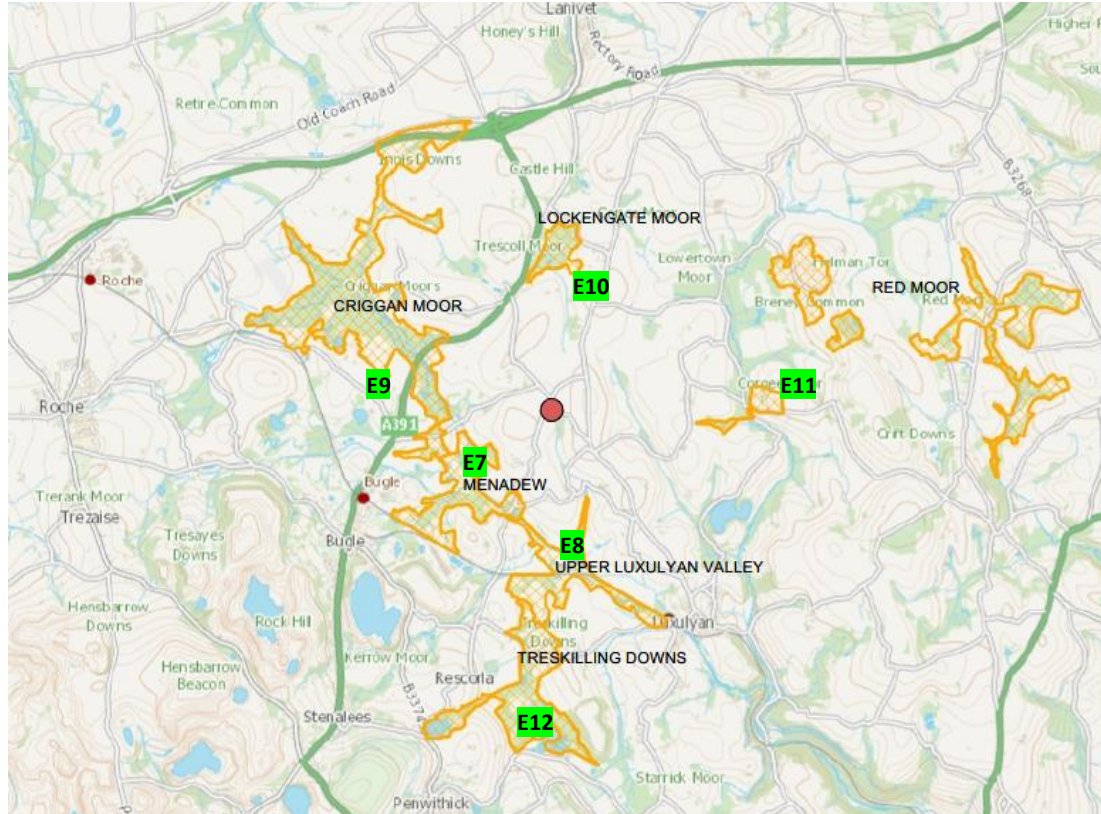 Lanivet
Honey's Hill
Rectory Road
Retire Common
Old Coach Road
Innis Downs
Castle Hill
B3268
LOCKENGATE MOOR
Trescoll Moor
Lowertown
Moor
Helman Tor
E10
Roche
Criggan Moors
CRIGGAN MOOR
Breney Common
RED MOOR
Red Moor
E9
E11
Roche
A391
Crift Downs
E7
MENADEW
Bugle
Trerank Moor
Trezaise
Tresayes
Downs
Bugle
E8
UPPER LUXULYAN VALLEY
Hensbarrow
Downs
Rock Hill
Treskilling
Downs
Luxulyan
Kerrow Moor
TRESKILLING DOWNS
Hensbarrow
Beacon
Rescorla
B3374
Stenalees
E12
Starrick Moor
Penwithick